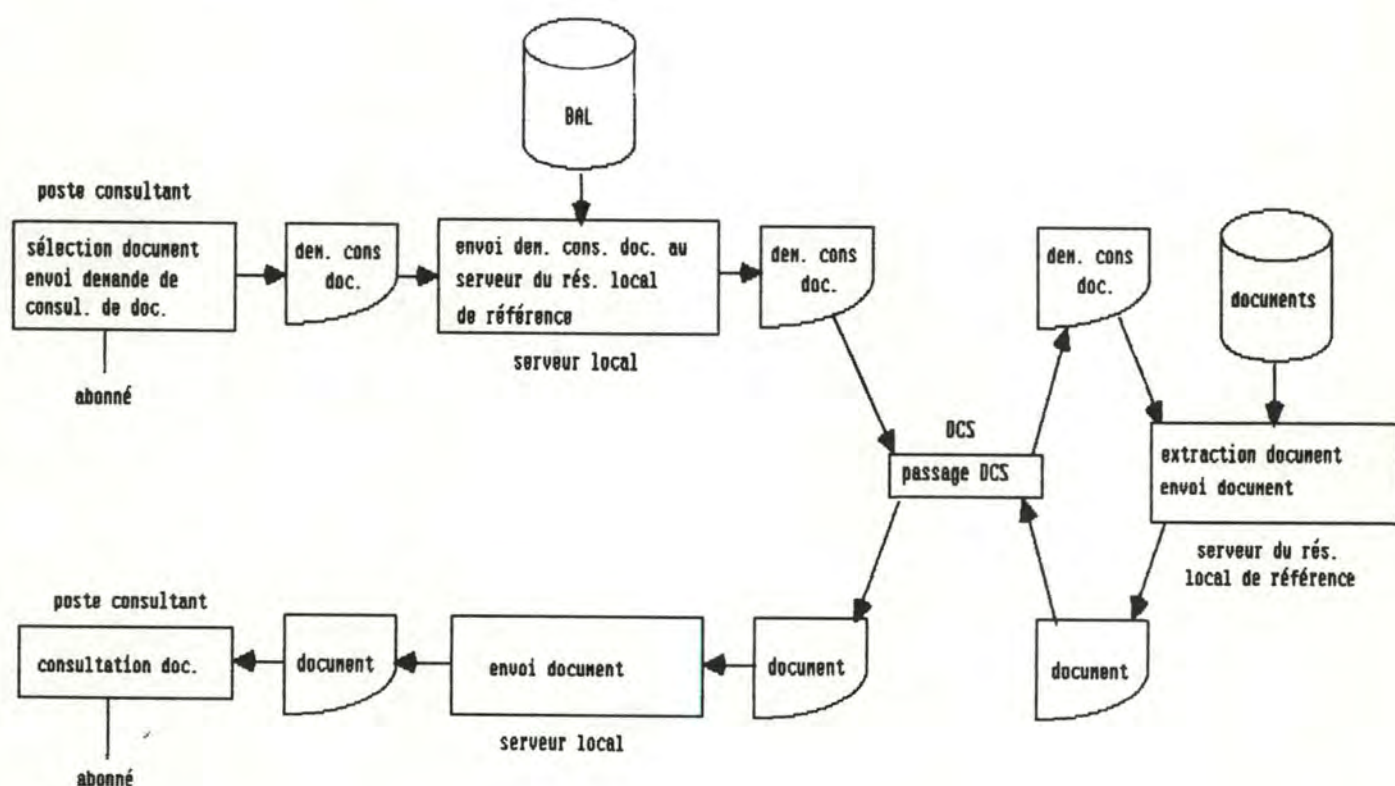 BAL
poste consultant
sélection document
envoi demande de
consul. de doc.
abonné
dem. cons
doc.
envoi dem. cons. doc. au
serveur du rés. local
de référence
serveur local
dem. cons
doc.
dem. cons
doc.
documents
DCS
passage DCS
extraction document
envoi document
serveur du rés.
local de référence
poste consultant
consultation doc.
abonné
document
envoi document
serveur local
document
document